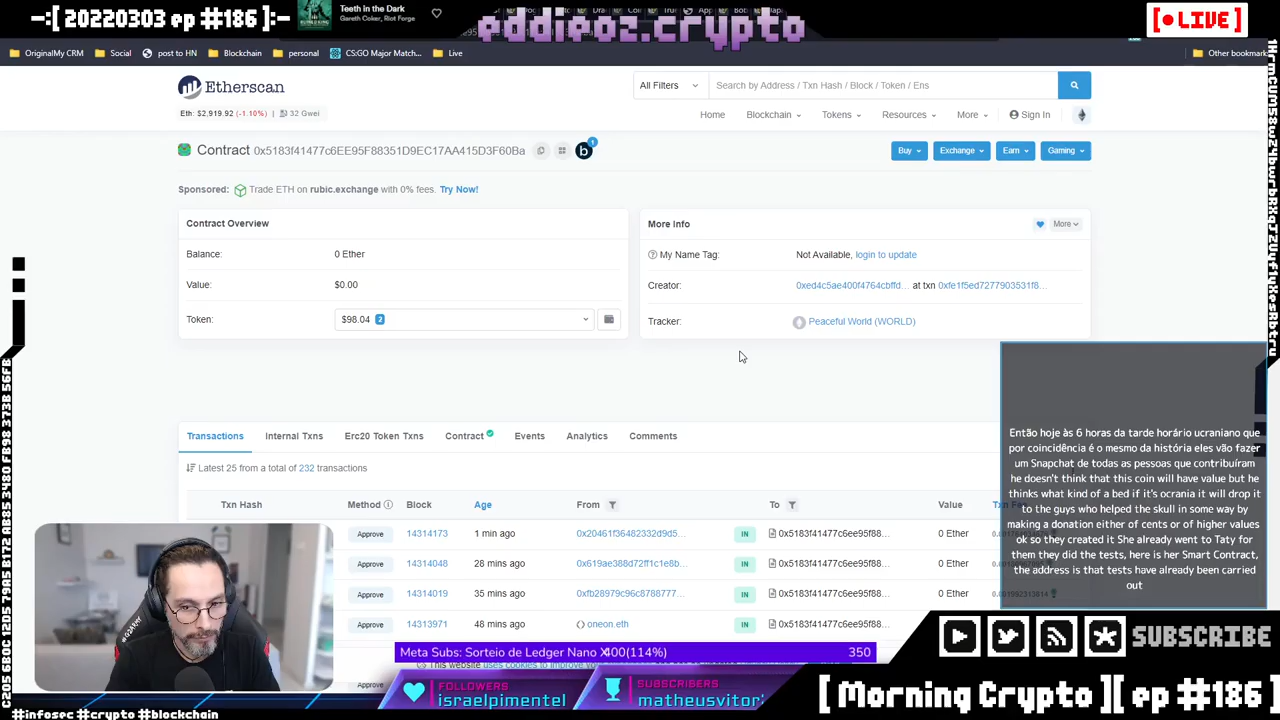 -:[ 20220303 ep #186 ]:-
Teeth In the Dark
Gareth Coker, Riot Forge
eddieoz.crypto
[● LIVE ]
OriginalMy CRM
Social
post to HN
Blockchain
personal
CS:GO Major Match...
Live
Other bookmark
Etherscan
All Filters
Search by Address / Txn Hash / Block / Token / Ens
Eth: $2,919.92 (-1.10%) | 32 Gwei
Home
Blockchain
Tokens
Resources
More
Sign In
Contract 0x5183f41477c6EE95F88351D9EC17AA415D3F60Ba
Buy
Exchange
Earn
Gaming
Sponsored: Trade ETH on rubic.exchange with 0% fees. Try Now!
Contract Overview
Balance: 0 Ether
Value: $0.00
Token: $98.04 2
More Info
More
My Name Tag: Not Available, login to update
Creator: 0xed4c5ae400f4764cbffd... at txn 0xfe1f5ed7277903531f8...
Tracker: Peaceful World (WORLD)
Transactions
Internal Txns
Erc20 Token Txns
Contract
Events
Analytics
Comments
Latest 25 from a total of 232 transactions
Txn Hash Method Block Age From To Value
Approve 14314173 1 min ago 0x20461f36482332d9d5... IN 0x5183f41477c6ee95f88... 0 Ether
Approve 14314048 28 mins ago 0x619ae388d72ff1c1e8b... IN 0x5183f41477c6ee95f88... 0 Ether
Approve 14314019 35 mins ago 0xfb28979c96c8788777... IN 0x5183f41477c6ee95f88... 0 Ether
Approve 14313971 48 mins ago oneon.eth IN 0x5183f41477c6ee95f88... 0 Ether
Então hoje às 6 horas da tarde horário ucraniano que
por coincidência é o mesmo da história eles vão fazer
um Snapchat de todas as pessoas que contribuíram
he doesn't think that this coin will have value but he
thinks what kind of a bed if it's ocrania it will drop it
to the guys who helped the skull in some way by
making a donation either of cents or of higher values
ok so they created it She already went to Taty for
them they did the tests, here is her Smart Contract,
the address is that tests have already been carried
out
Meta Subs: Sorteio de Ledger Nano X 400(114%) 350
This website uses cookies to improve
FOLLOWERS
israelpimentel
SUBSCRIBERS
matheusvitor
SUBSCRIBE
[ Morning Crypto ][ ep #186 ]
#infosec #crypto #blockchain